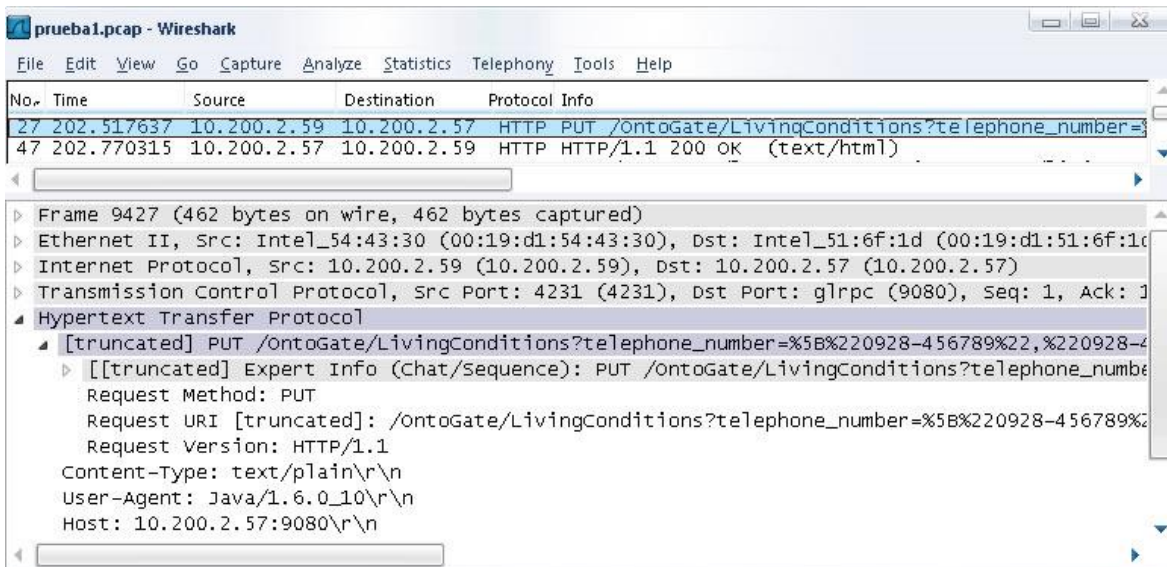 prueba1.pcap - Wireshark
File Edit View Go Capture Analyze Statistics Telephony Tools Help
No. Time Source Destination Protocol Info
27 202.517637 10.200.2.59 10.200.2.57 HTTP PUT /OntoGate/LivingConditions?telephone_number=%
47 202.770315 10.200.2.57 10.200.2.59 HTTP HTTP/1.1 200 OK (text/html)
Frame 9427 (462 bytes on wire, 462 bytes captured)
Ethernet II, Src: Intel_54:43:30 (00:19:d1:54:43:30), Dst: Intel_51:6f:1d (00:19:d1:51:6f:1d
Internet Protocol, Src: 10.200.2.59 (10.200.2.59), Dst: 10.200.2.57 (10.200.2.57)
Transmission Control Protocol, Src Port: 4231 (4231), Dst Port: glrpc (9080), Seq: 1, Ack: 1
Hypertext Transfer Protocol
[truncated] PUT /OntoGate/LivingConditions?telephone_number=%5B%220928-456789%22,%220928-4
[[truncated] Expert Info (Chat/Sequence): PUT /OntoGate/LivingConditions?telephone_numbe
Request Method: PUT
Request URI [truncated]: /OntoGate/LivingConditions?telephone_number=%5B%220928-456789%2
Request Version: HTTP/1.1
Content-Type: text/plain\r\n
User-Agent: Java/1.6.0_10\r\n
Host: 10.200.2.57:9080\r\n